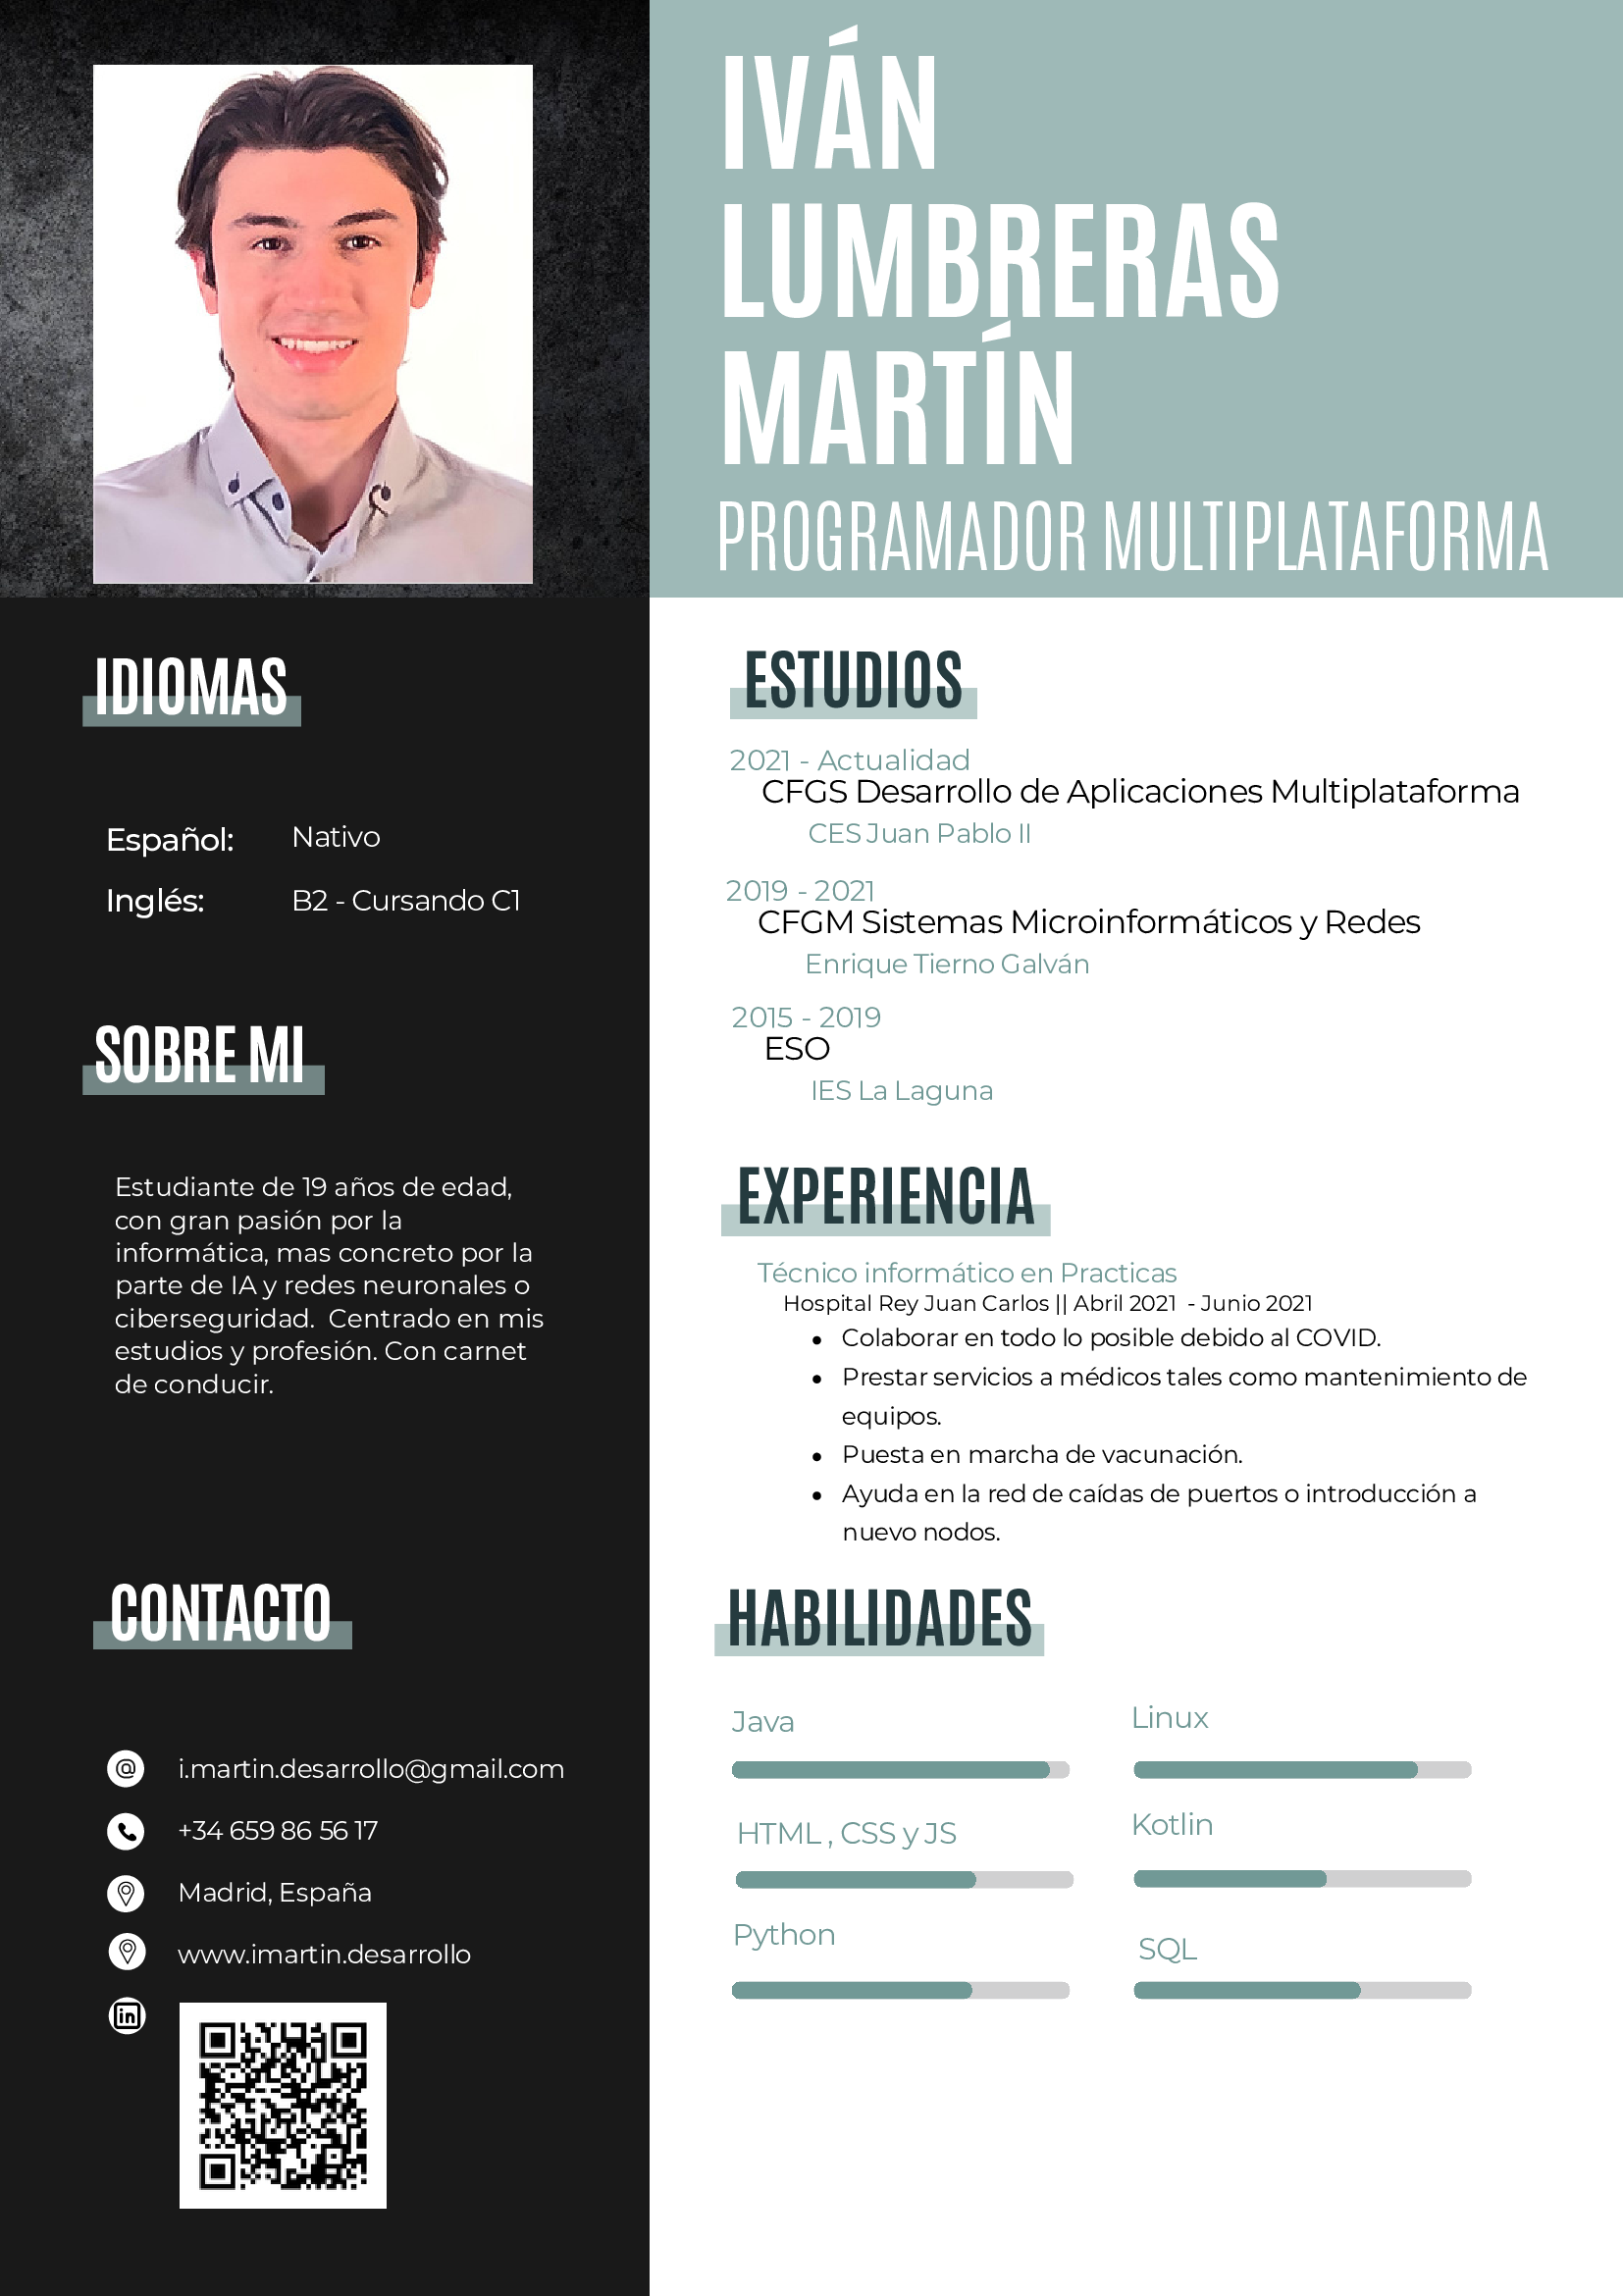 IVÁN
LUMBRERAS
MARTÍN
PROGRAMADOR MULTIPLATAFORMA
IDIOMAS
Español: Nativo
Inglés: B2 - Cursando C1
SOBRE MI
Estudiante de 19 años de edad,
con gran pasión por la
informática, mas concreto por la
parte de IA y redes neuronales o
ciberseguridad. Centrado en mis
estudios y profesión. Con carnet
de conducir.
CONTACTO
i.martin.desarrollo@gmail.com
+34 659 86 56 17
Madrid, España
www.imartin.desarrollo
in
ESTUDIOS
2021 - Actualidad
CFGS Desarrollo de Aplicaciones Multiplataforma
CES Juan Pablo II
2019 - 2021
CFGM Sistemas Microinformáticos y Redes
Enrique Tierno Galván
2015 - 2019
ESO
IES La Laguna
EXPERIENCIA
Técnico informático en Practicas
Hospital Rey Juan Carlos || Abril 2021 - Junio 2021
• Colaborar en todo lo posible debido al COVID.
• Prestar servicios a médicos tales como mantenimiento de
equipos.
• Puesta en marcha de vacunación.
• Ayuda en la red de caídas de puertos o introducción a
nuevo nodos.
HABILIDADES
Java
Linux
HTML , CSS y JS
Kotlin
Python
SQL